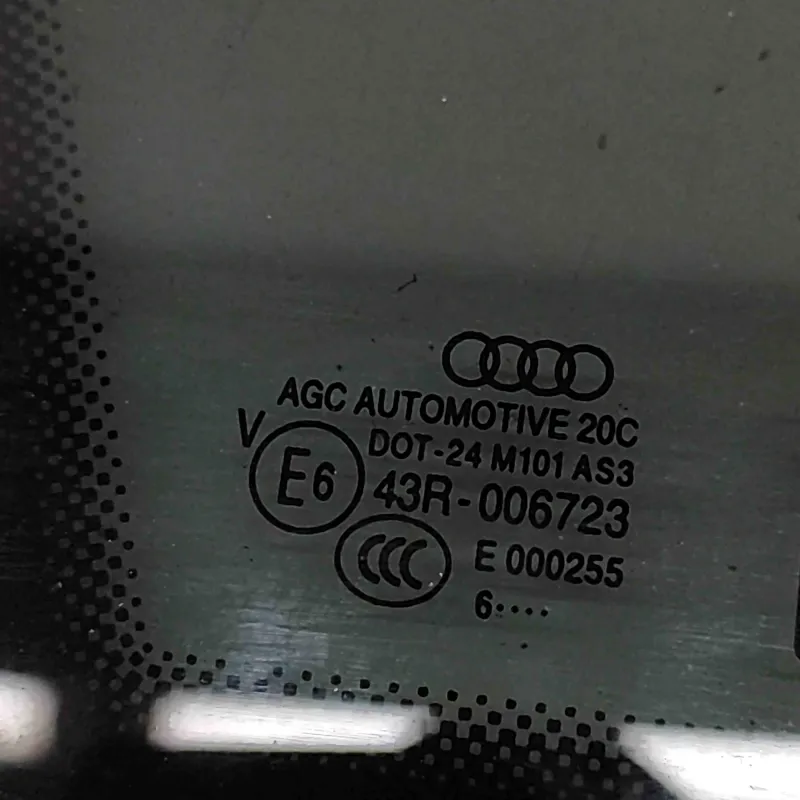 AGC AUTOMOTIVE 20C
V
DOT-24 M101 AS3
E6
43R-006723
CCC
E 000255
6····